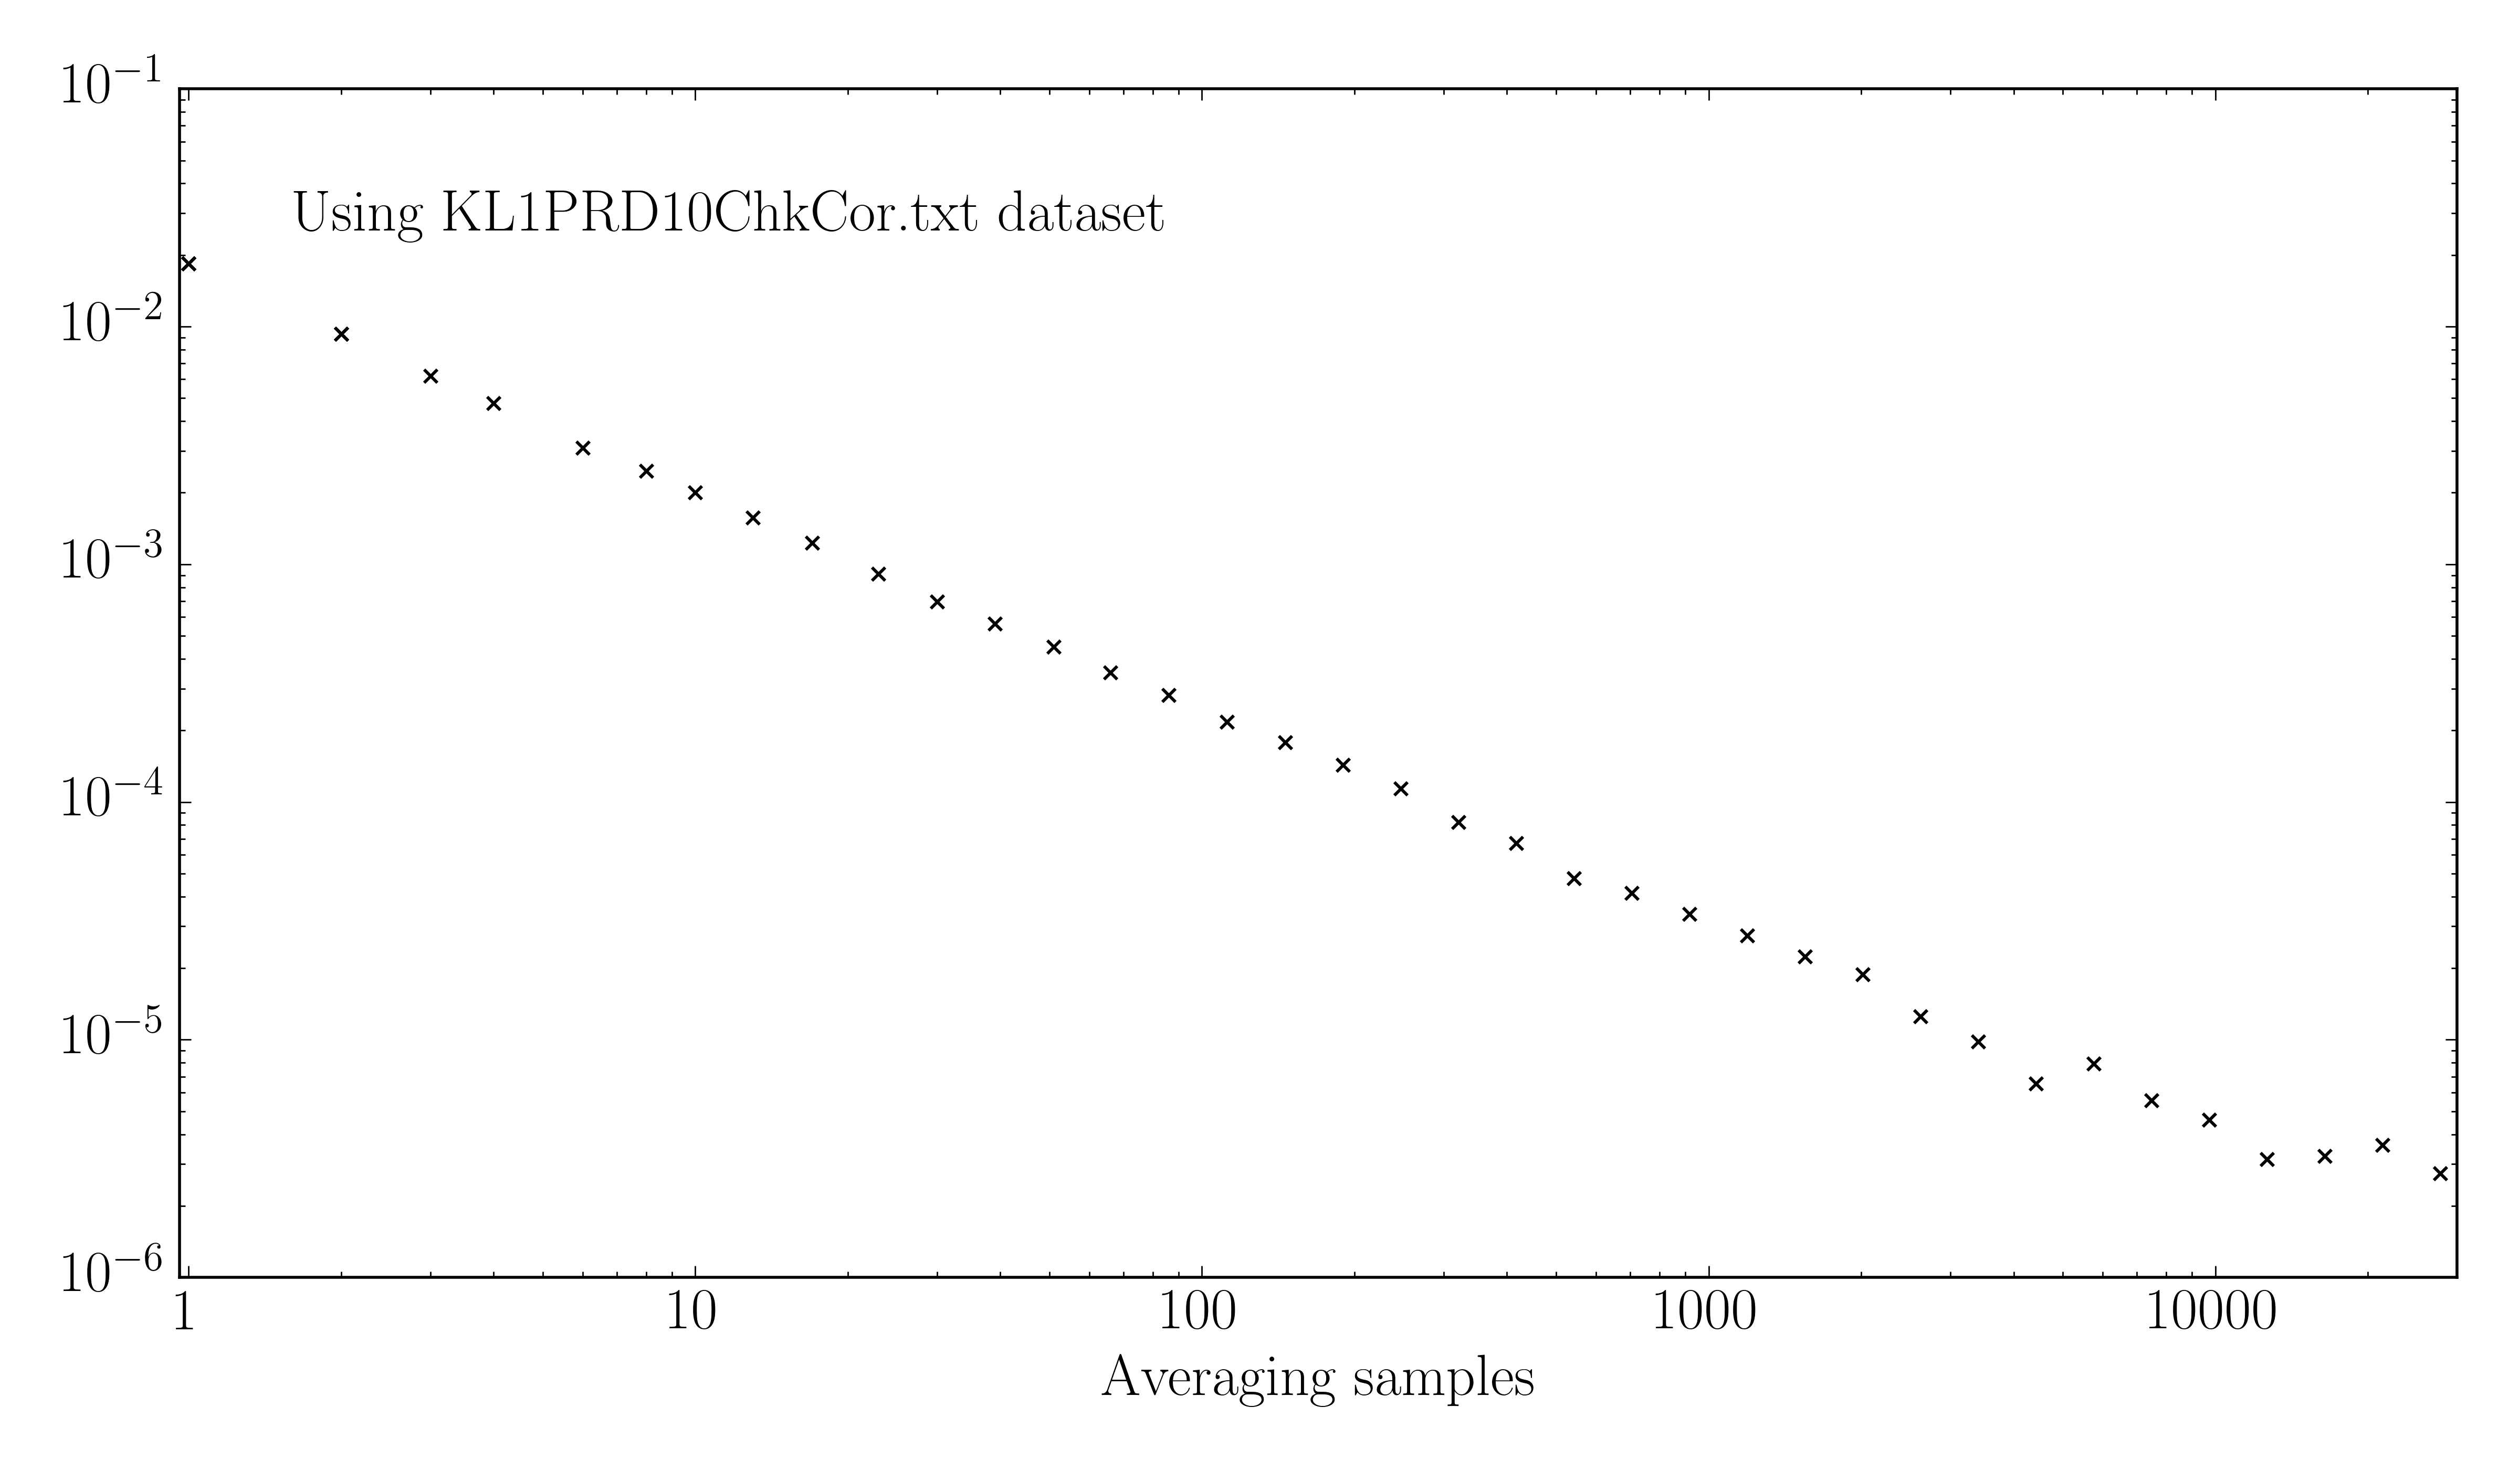 10^{-1}
Using KL1PRD10ChkCor.txt dataset
10^{-2}
10^{-3}
10^{-4}
10^{-5}
10^{-6}
1 10 100 1000 10000
Averaging samples